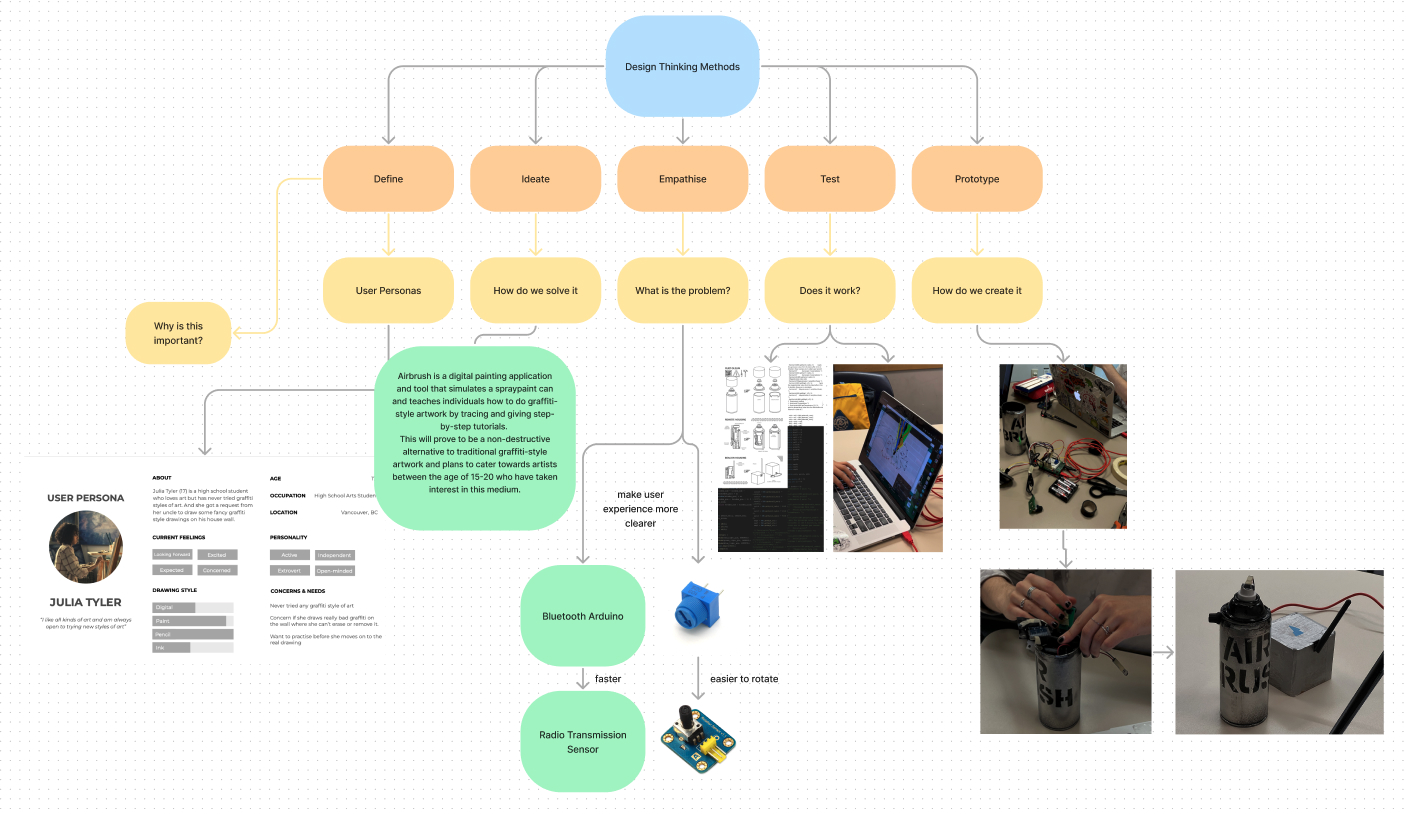 Design Thinking Methods
Define
Ideate
Empathise
Test
Prototype
User Personas
How do we solve it
What is the problem?
Does it work?
How do we create it
Why is this
important?
Airbrush is a digital painting application
and tool that simulates a spraypaint can
and teaches individuals how to do graffiti-
style artwork by tracing and giving step-
by-step tutorials.
This will prove to be a non-destructive
alternative to traditional graffiti-style
artwork and plans to cater towards artists
between the age of 15-20 who have taken
interest in this medium.
USER PERSONA
JULIA TYLER
"I like all kinds of art and am always
open to trying new styles of art"
ABOUT
Julia Tyler (17) is a high school student
who loves art but has never tried graffiti
styles of art. And she got a request from
her uncle to draw some fancy graffiti
style drawings on his house wall.
CURRENT FEELINGS
Looking Forward
Excited
Expected
Concerned
DRAWING STYLE
Digital
Paint
Pencil
Ink
AGE
OCCUPATION High School Arts Studen
LOCATION Vancouver, BC
PERSONALITY
Active
Independent
Extrovert
Open-minded
CONCERNS & NEEDS
Never tried any graffiti style of art
Concern if she draws really bad graffiti on
the wall where she can't erase or remove it.
Want to practise before she moves on to the
real drawing
make user
experience more
clearer
Bluetooth Arduino
faster
Radio Transmission
Sensor
easier to rotate
AI
BRU
R
SH
AIR
RUS